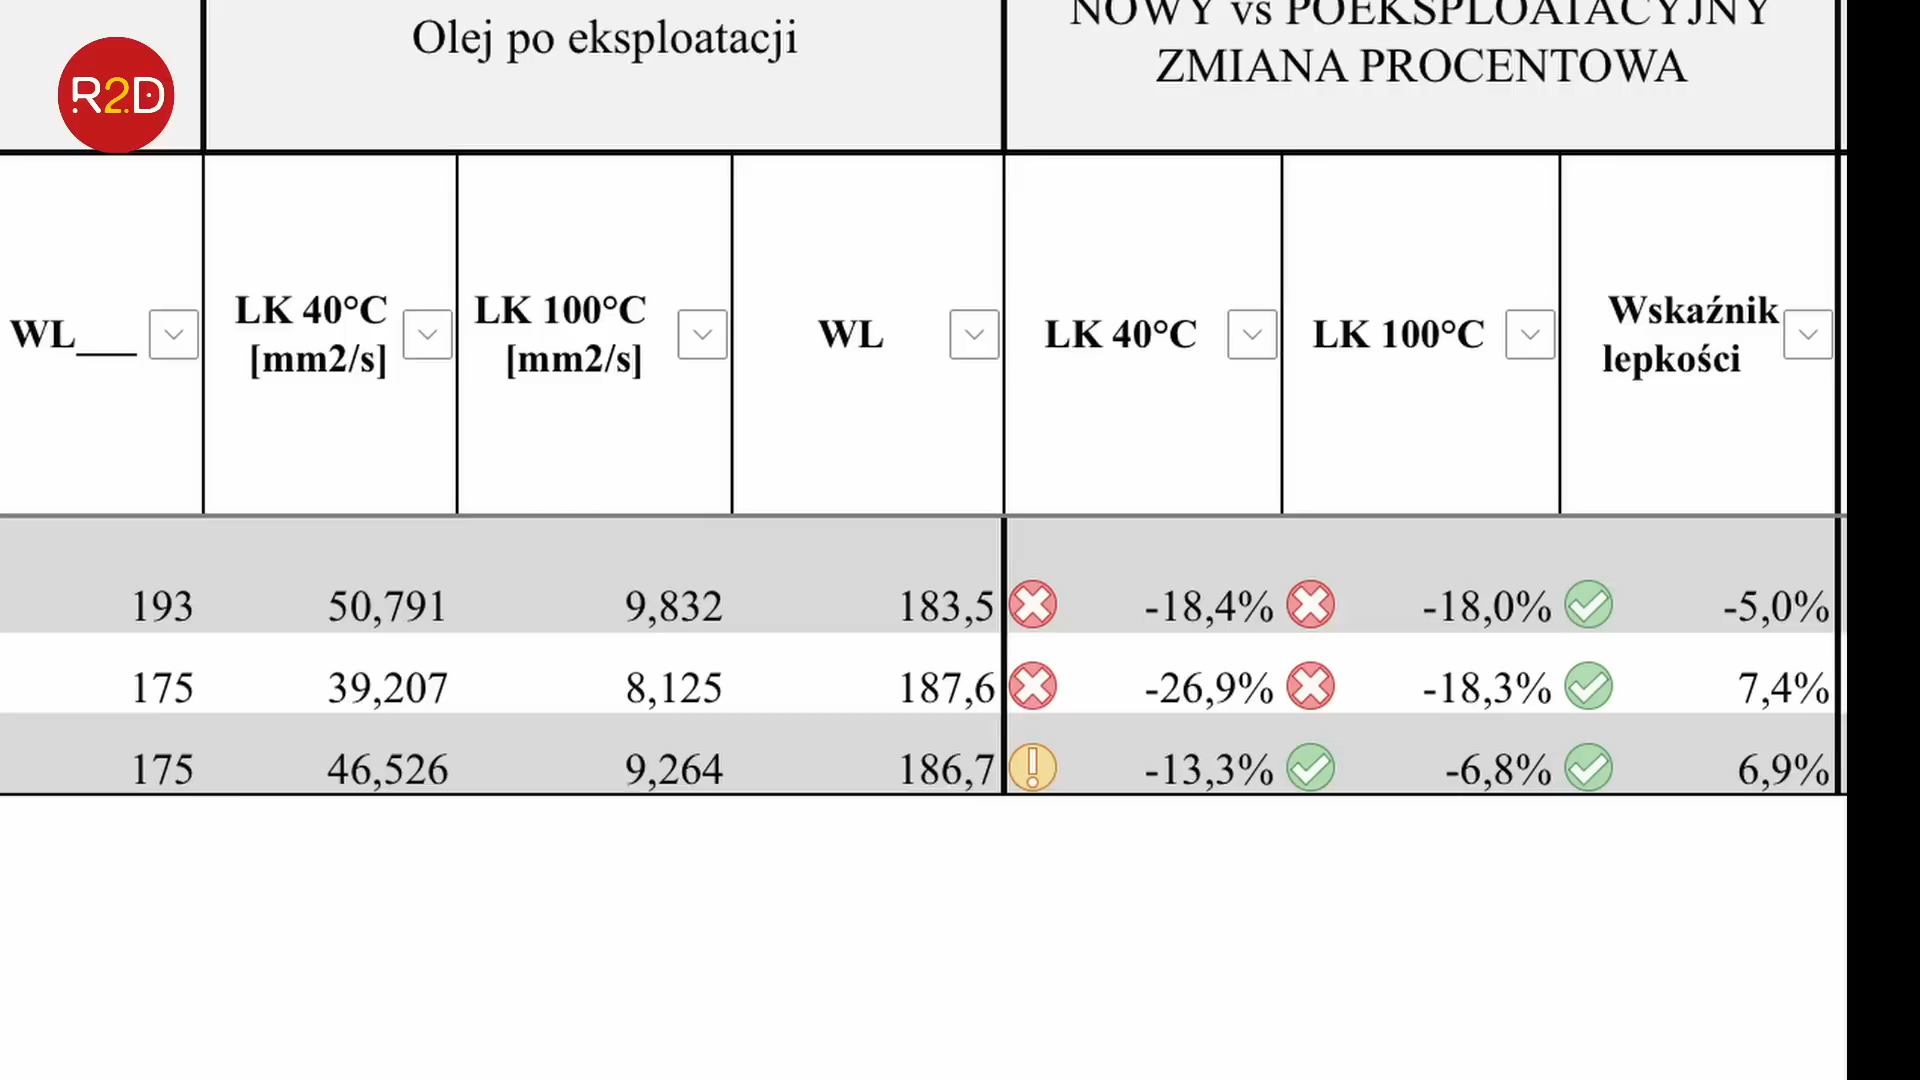 R2D
Olej po eksploatacji
NOWY vs POEKSPLOATACYJNY
ZMIANA PROCENTOWA
WL___
LK 40°C
[mm2/s]
LK 100°C
[mm2/s]
WL
LK 40°C
LK 100°C
Wskaźnik
lepkości
193 50,791 9,832 183,5 -18,4% -18,0% -5,0%
175 39,207 8,125 187,6 -26,9% -18,3% 7,4%
175 46,526 9,264 186,7 -13,3% -6,8% 6,9%